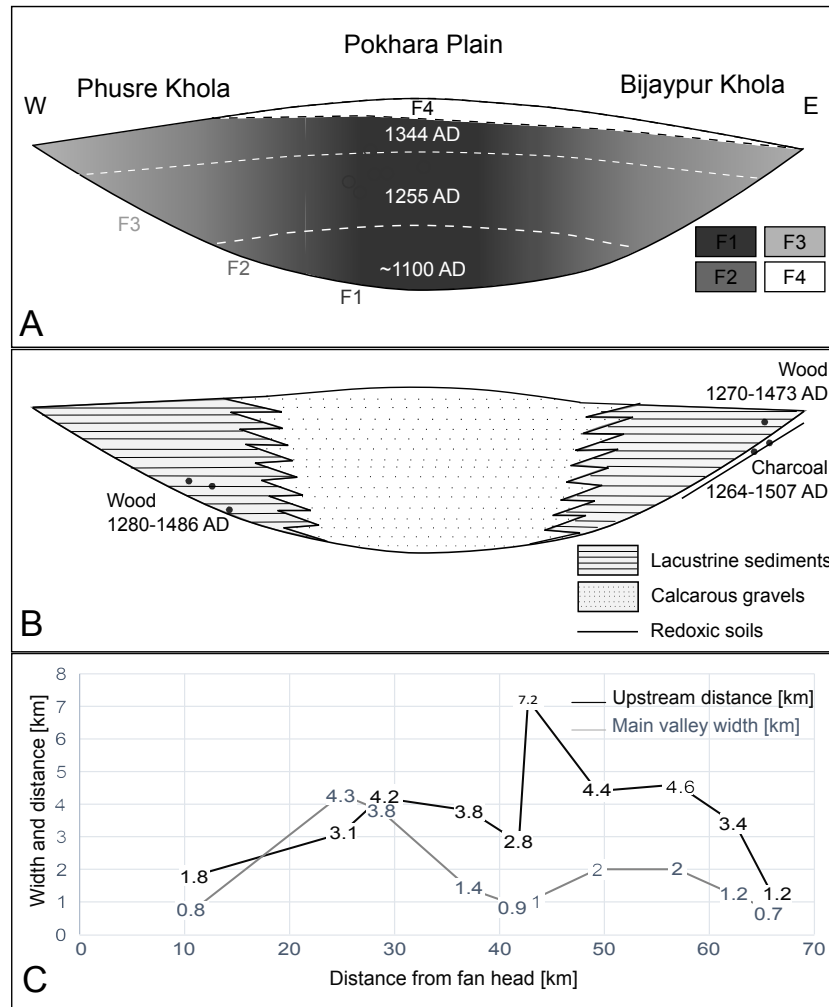 Pokhara Plain
Phusre Khola
Bijaypur Khola
W
E
F4
1344 AD
1255 AD
~1100 AD
F3
F2
F1
F1
F3
F2
F4
A
Wood
1270-1473 AD
Charcoal
1264-1507 AD
Wood
1280-1486 AD
Lacustrine sediments
Calcarous gravels
Redoxic soils
B
Width and distance [km]
8
7
6
5
4
3
2
1
0
Upstream distance [km]
Main valley width [km]
1.8
3.1
4.2
3.8
2.8
7.2
4.4
4.6
3.4
1.2
0.8
4.3
3.8
1.4
0.9
1
2
2
1.2
0.7
0 10 20 30 40 50 60 70
Distance from fan head [km]
C